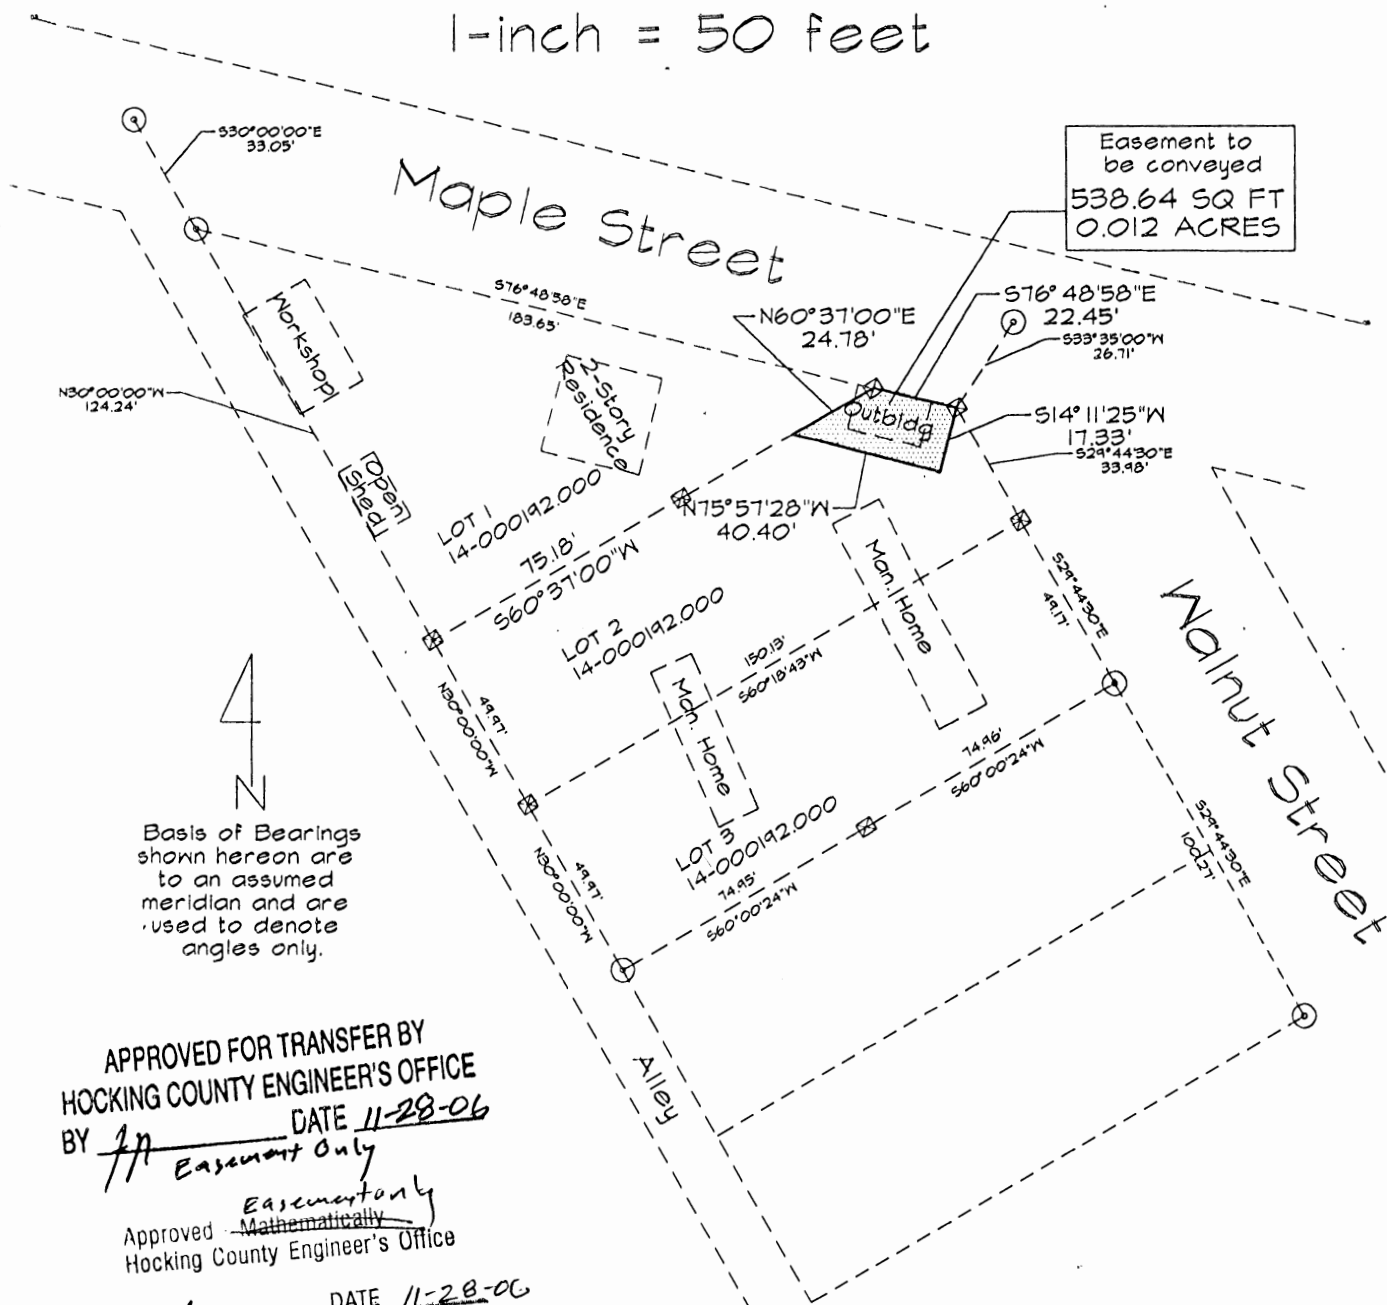 1-inch = 50 feet
S30°00'00"E
33.05'
Maple Street
Easement to
be conveyed
538.64 SQ FT
0.012 ACRES
S76°48'58"E
183.65'
N60°37'00"E
24.78'
S76°48'58"E
22.45'
S33°35'00"W
26.71'
Workshop
N30°00'00"W
124.24'
2-Story
Residence
Outbldg
S14°11'25"W
17.33'
S29°44'30"E
33.98'
Open
Shed
LOT 1
14-000192.000
N75°57'28"W
40.40'
75.18'
S60°37'00"W
Man. Home
S29°44'30"E
49.17'
LOT 2
14-000192.000
150.13'
S60°18'43"W
Walnut Street
49.97'
N30°00'00"W
Man. Home
74.96'
S60°00'24"W
N
Basis of Bearings
shown hereon are
to an assumed
meridian and are
used to denote
angles only.
LOT 3
14-000192.000
49.97'
N30°00'00"W
74.95'
S60°00'24"W
S29°44'30"E
100.27'
Alley
APPROVED FOR TRANSFER BY
HOCKING COUNTY ENGINEER'S OFFICE
BY DATE 11-28-06
Easement Only
Easement only
Approved Mathematically
Hocking County Engineer's Office
DATE 11-28-06